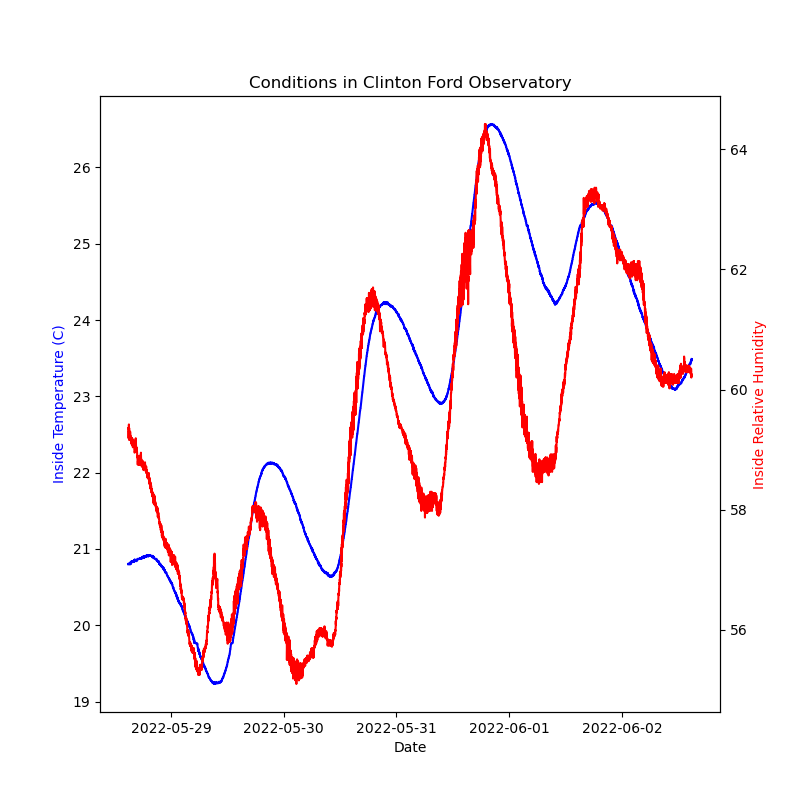 Conditions in Clinton Ford Observatory
Inside Temperature (C)
26
25
24
23
22
21
20
19
64
62
60
58
56
Inside Relative Humidity
2022-05-29 2022-05-30 2022-05-31 2022-06-01 2022-06-02
Date